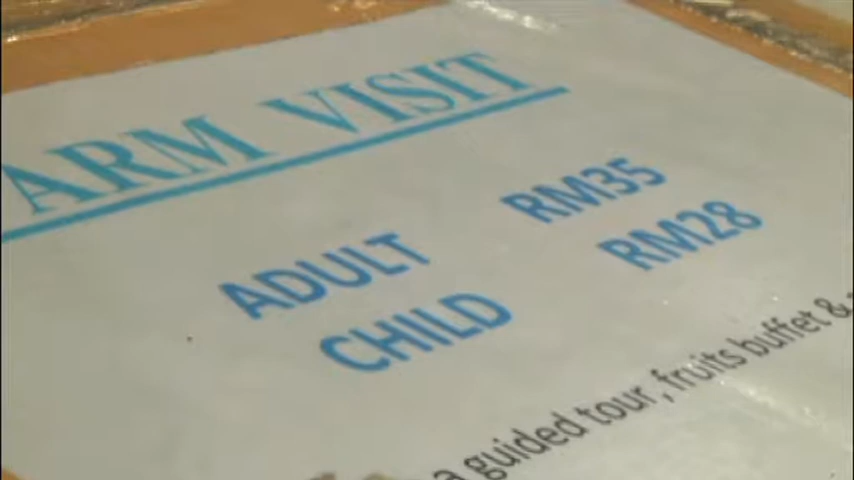 ARM VISIT
ADULT RM35
CHILD RM28
a guided tour, fruits buffet &